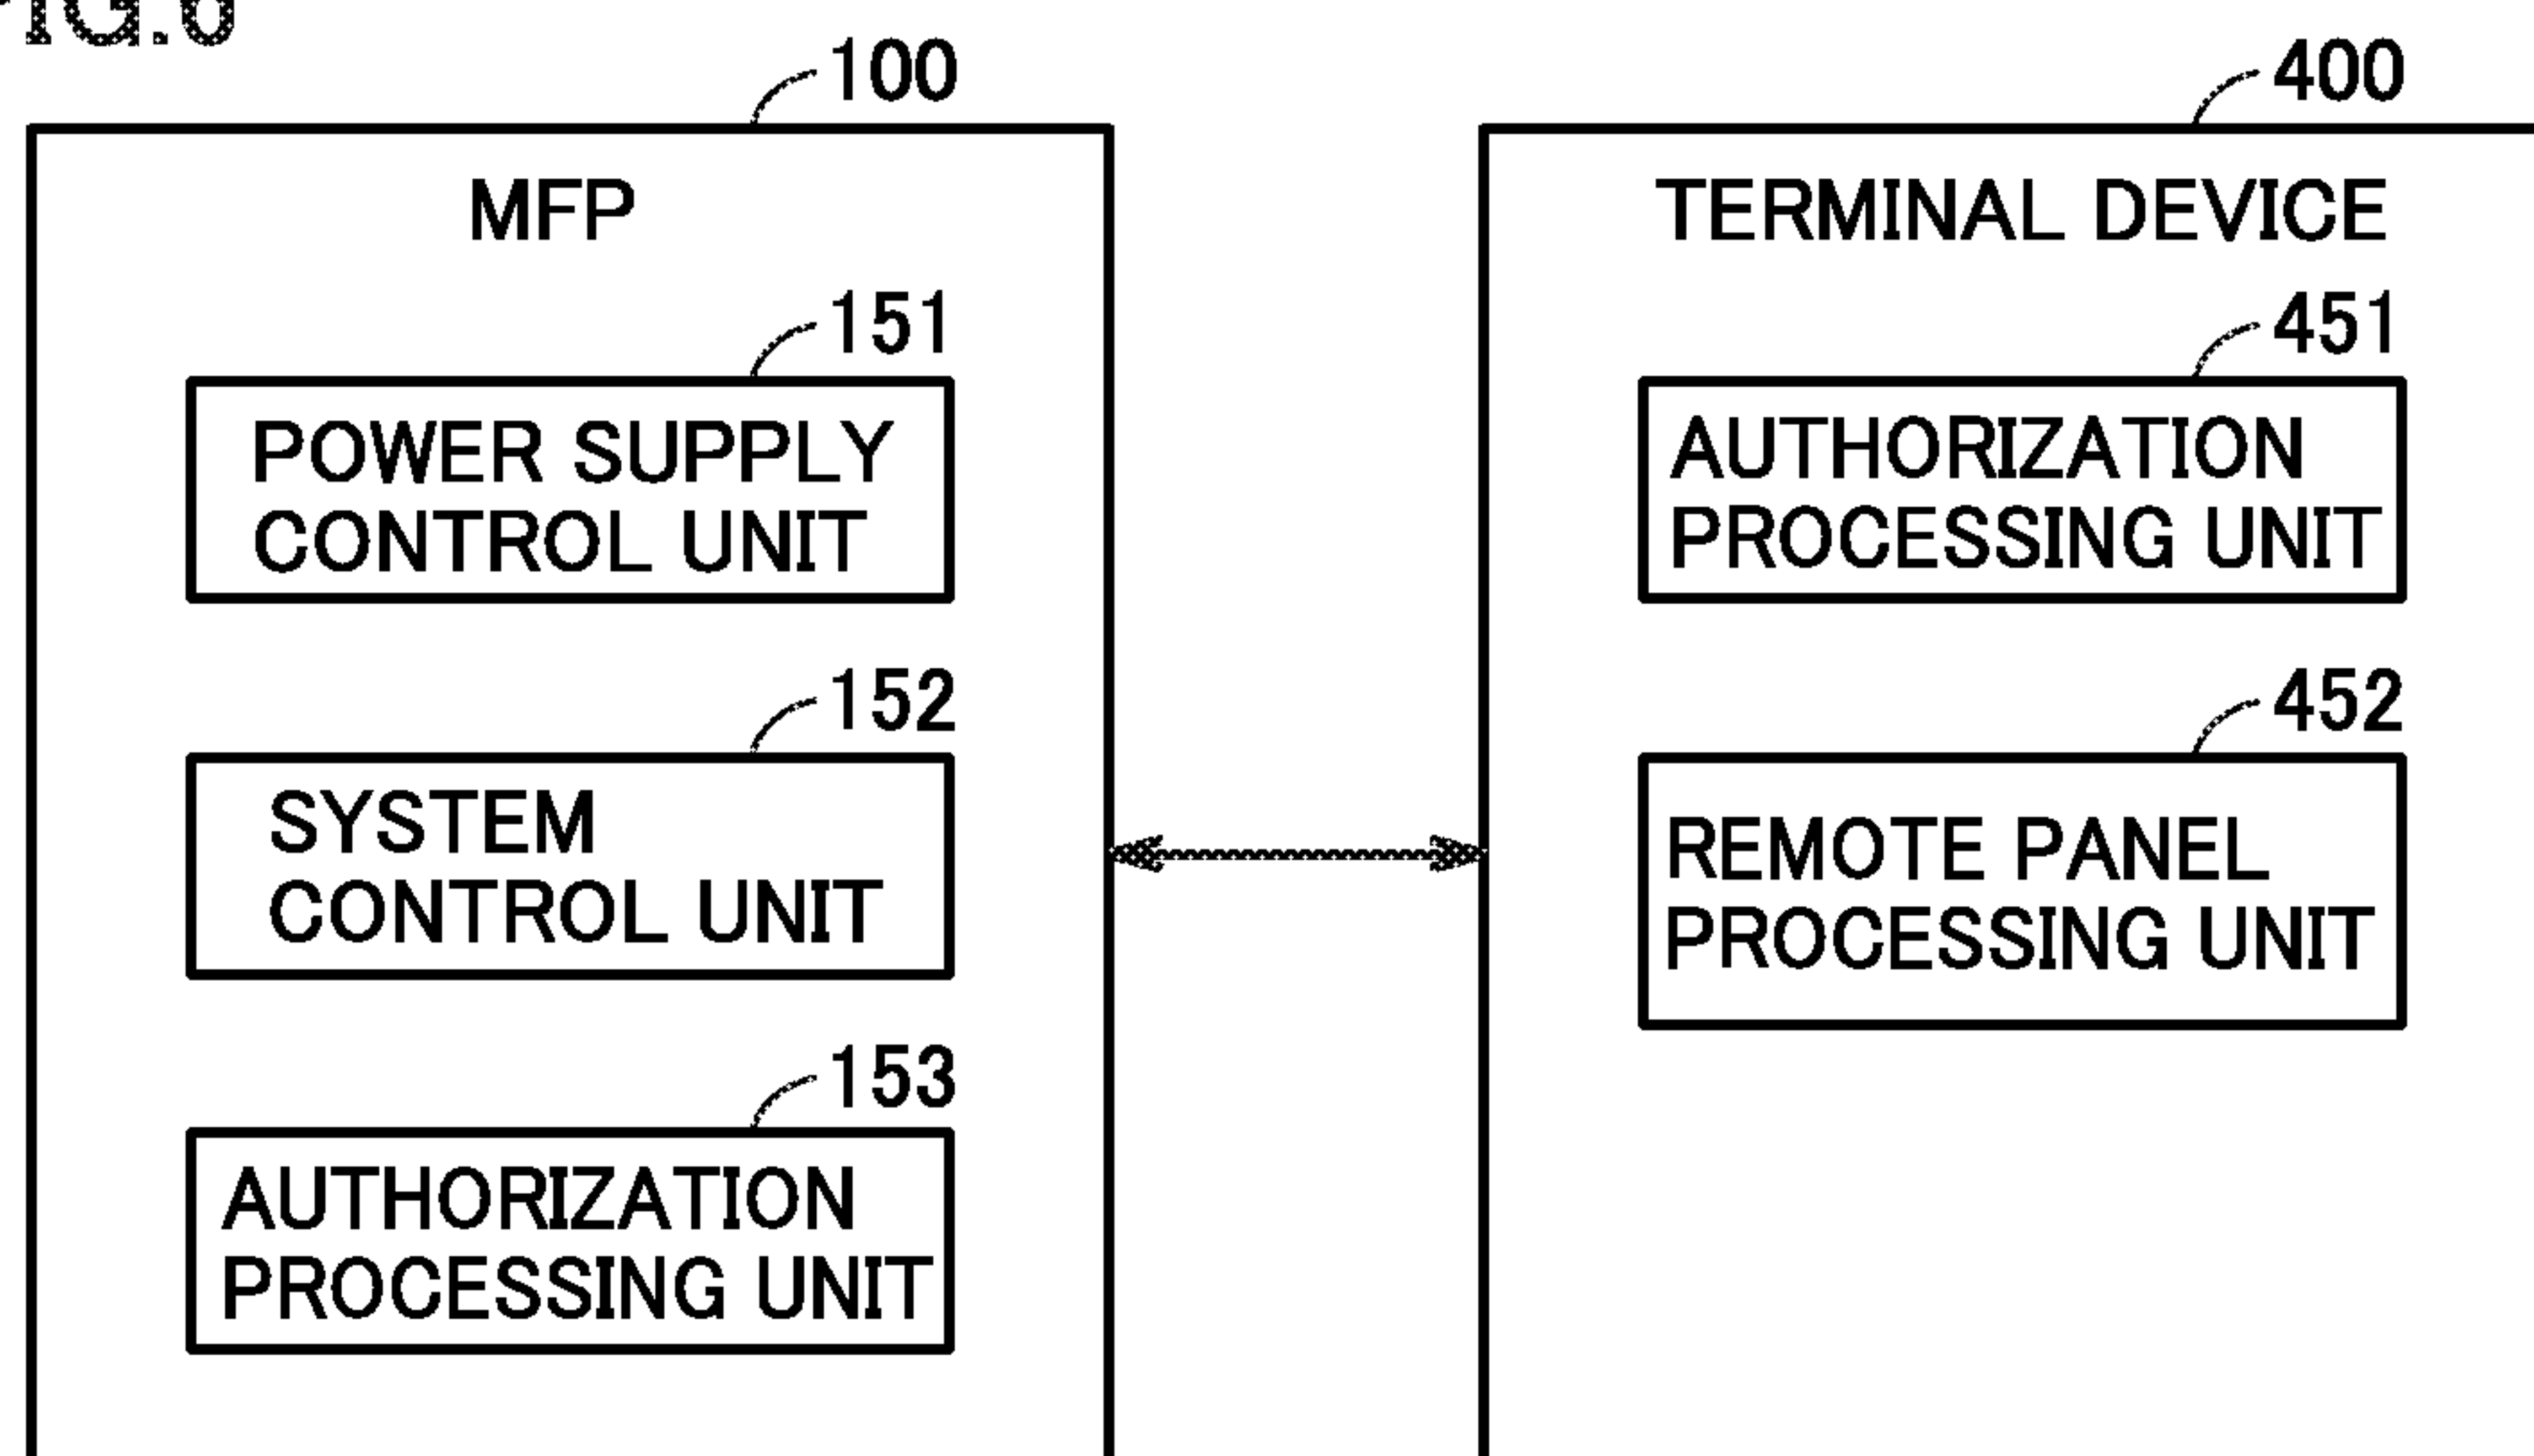 100
MFP
151
POWER SUPPLY
CONTROL UNIT
152
SYSTEM
CONTROL UNIT
153
AUTHORIZATION
PROCESSING UNIT
400
TERMINAL DEVICE
451
AUTHORIZATION
PROCESSING UNIT
452
REMOTE PANEL
PROCESSING UNIT